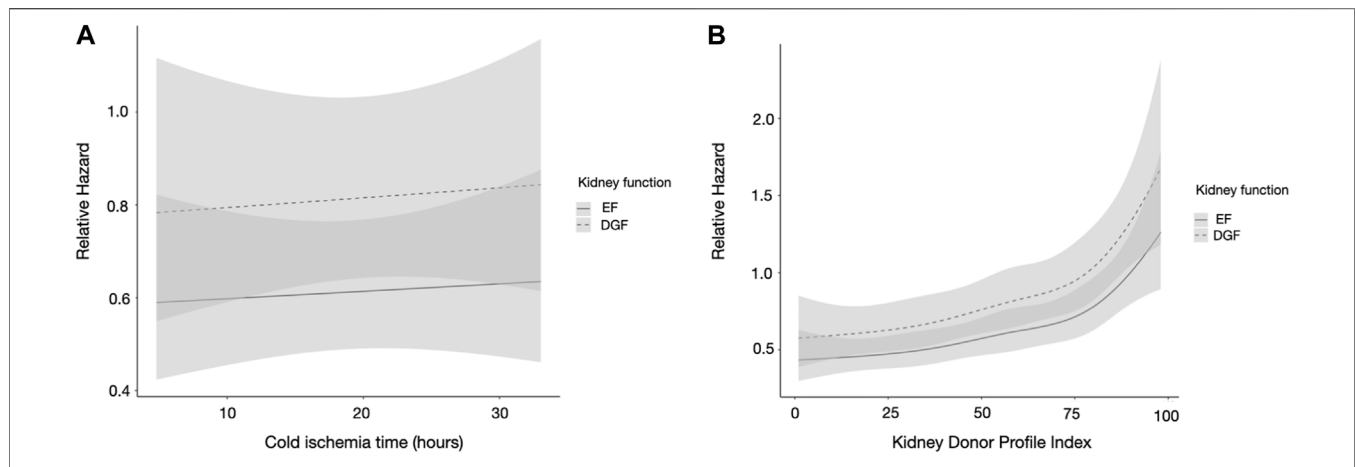 A
Relative Hazard
1.0
0.8
0.6
0.4
10
20
30
Cold ischemia time (hours)
Kidney function
EF
DGF
B
Relative Hazard
2.0
1.5
1.0
0.5
0
25
50
75
100
Kidney Donor Profile Index
Kidney function
EF
DGF